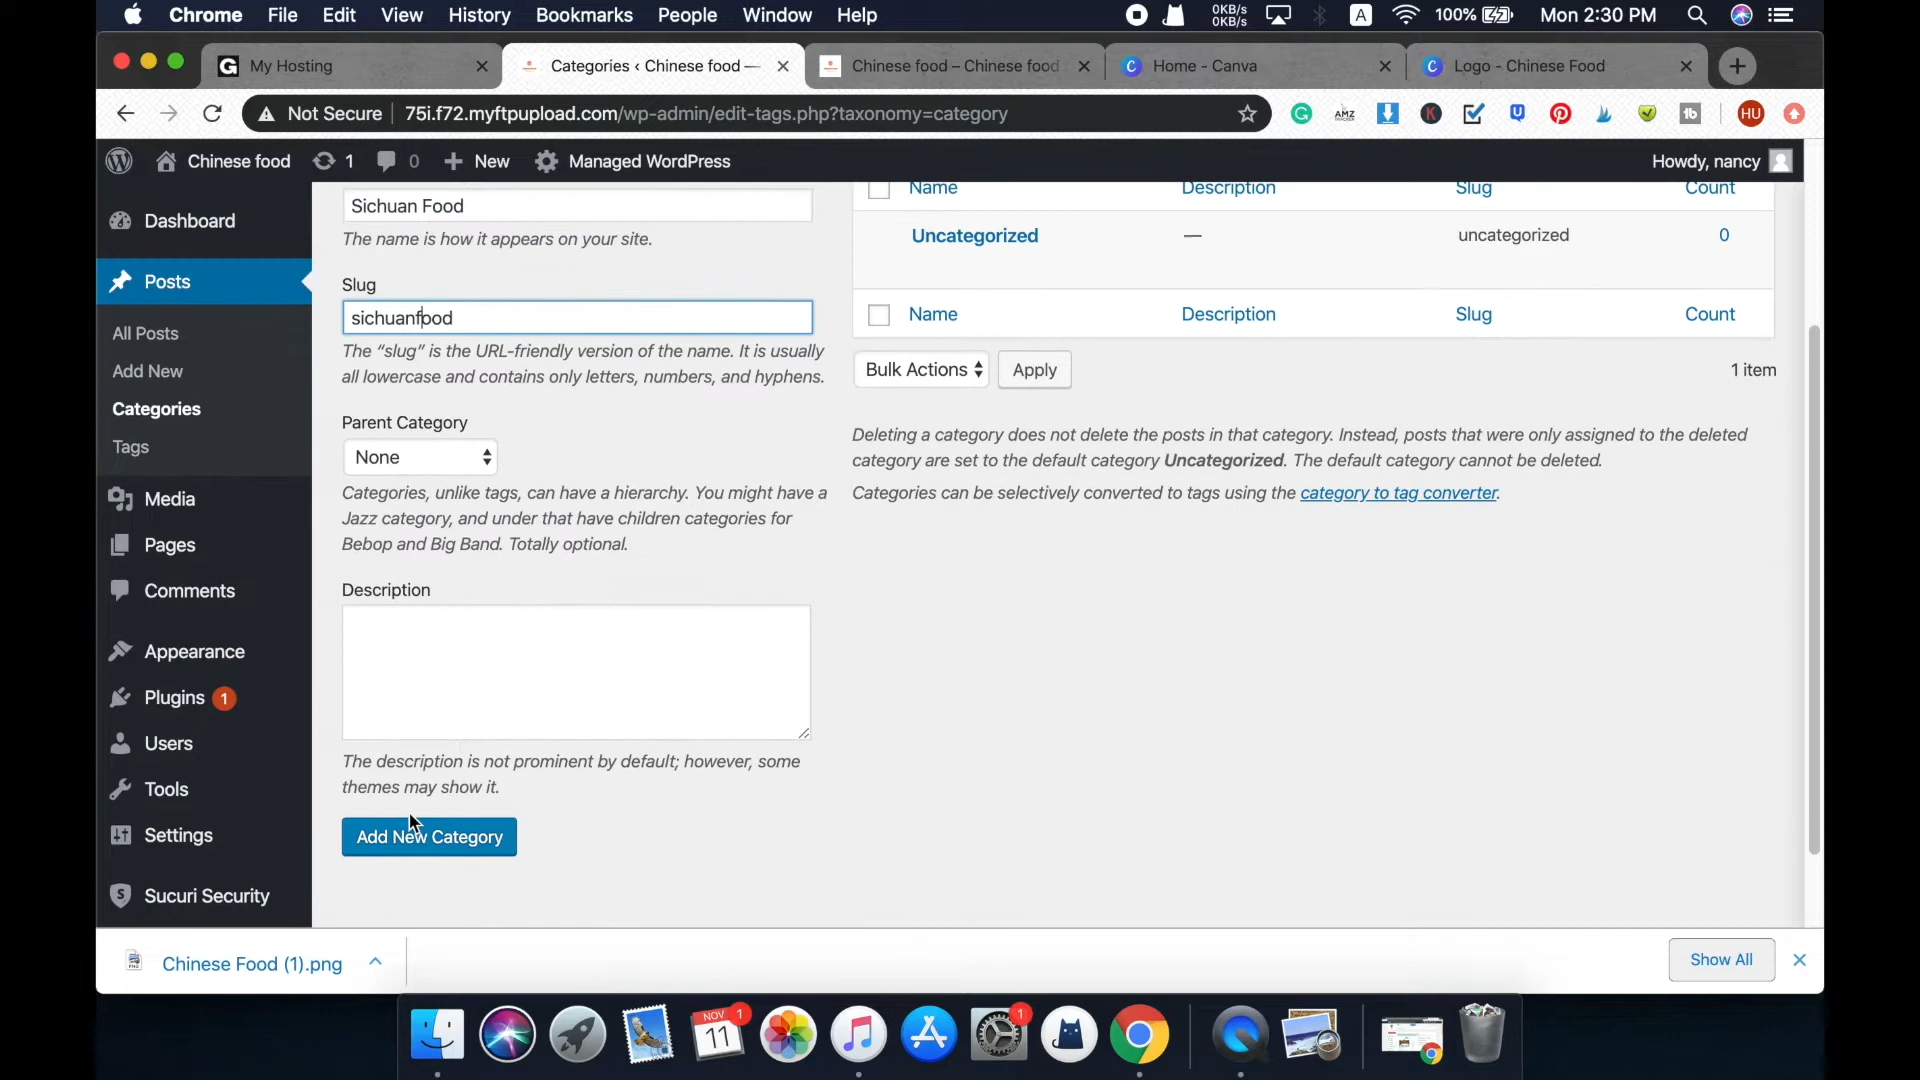 Chrome File Edit View History Bookmarks People Window Help 0KB/s 0KB/s A 100% Mon 2:30 PM
My Hosting Categories ‹ Chinese food — Chinese food – Chinese food Home - Canva Logo - Chinese Food
Not Secure 75i.f72.myftpupload.com/wp-admin/edit-tags.php?taxonomy=category HU
Chinese food 1 0 New Managed WordPress Howdy, nancy
Dashboard
Posts
All Posts
Add New
Categories
Tags
Media
Pages
Comments
Appearance
Plugins 1
Users
Tools
Settings
Sucuri Security
Sichuan Food
The name is how it appears on your site.
Slug
sichuanfood
The “slug” is the URL-friendly version of the name. It is usually
all lowercase and contains only letters, numbers, and hyphens.
Parent Category
None
Categories, unlike tags, can have a hierarchy. You might have a
Jazz category, and under that have children categories for
Bebop and Big Band. Totally optional.
Description
The description is not prominent by default; however, some
themes may show it.
Add New Category
Name Description Slug Count
Uncategorized — uncategorized 0
Name Description Slug Count
Bulk Actions Apply 1 item
Deleting a category does not delete the posts in that category. Instead, posts that were only assigned to the deleted
category are set to the default category Uncategorized. The default category cannot be deleted.
Categories can be selectively converted to tags using the category to tag converter.
Chinese Food (1).png Show All
NOV 11 1 1